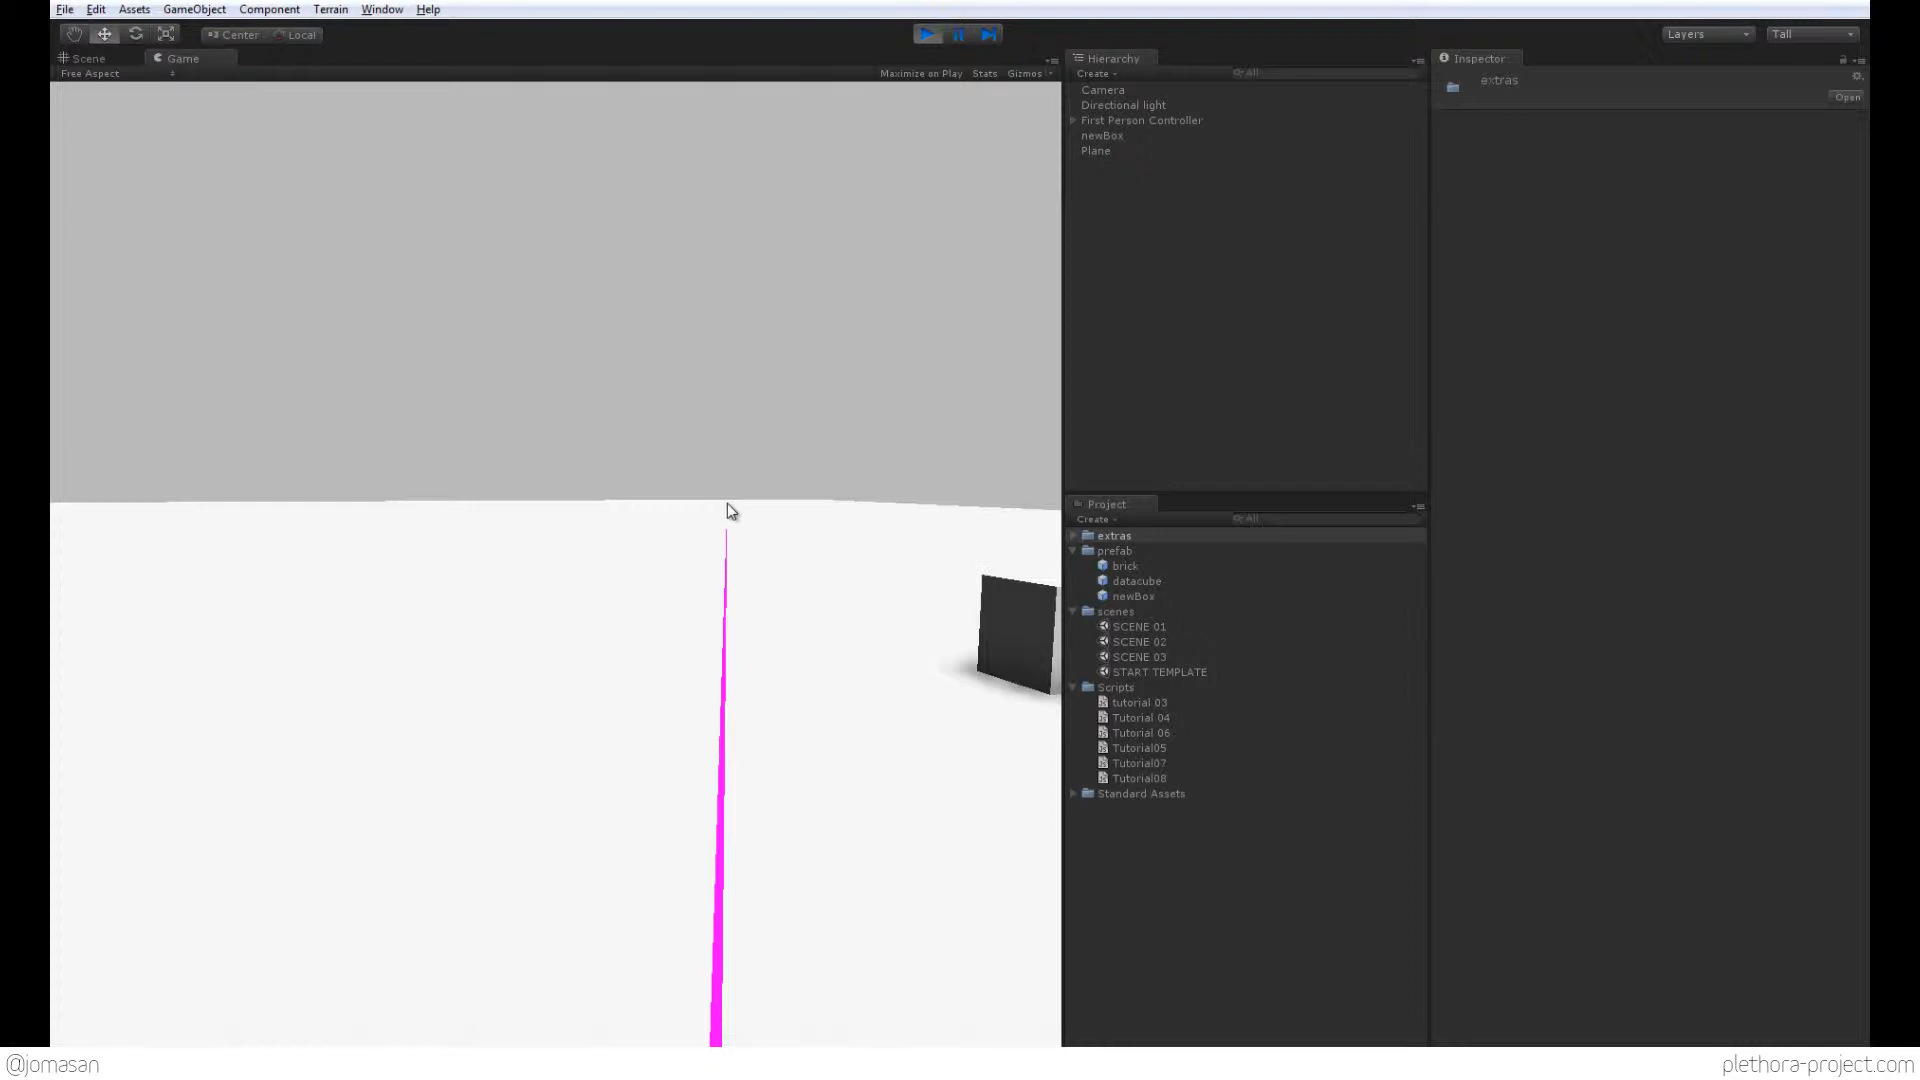 File Edit Assets GameObject Component Terrain Window Help
Center Local
Layers Tall
Scene Game
Free Aspect
Maximize on Play Stats Gizmos
Hierarchy
Create All
Camera
Directional light
First Person Controller
newBox
Plane
Project
Create All
extras
prefab
brick
datacube
newBox
scenes
SCENE 01
SCENE 02
SCENE 03
START TEMPLATE
Scripts
tutorial 03
Tutorial 04
Tutorial 06
Tutorial05
Tutorial07
Tutorial08
Standard Assets
Inspector
extras
Open
@jomasan
plethora-project.com